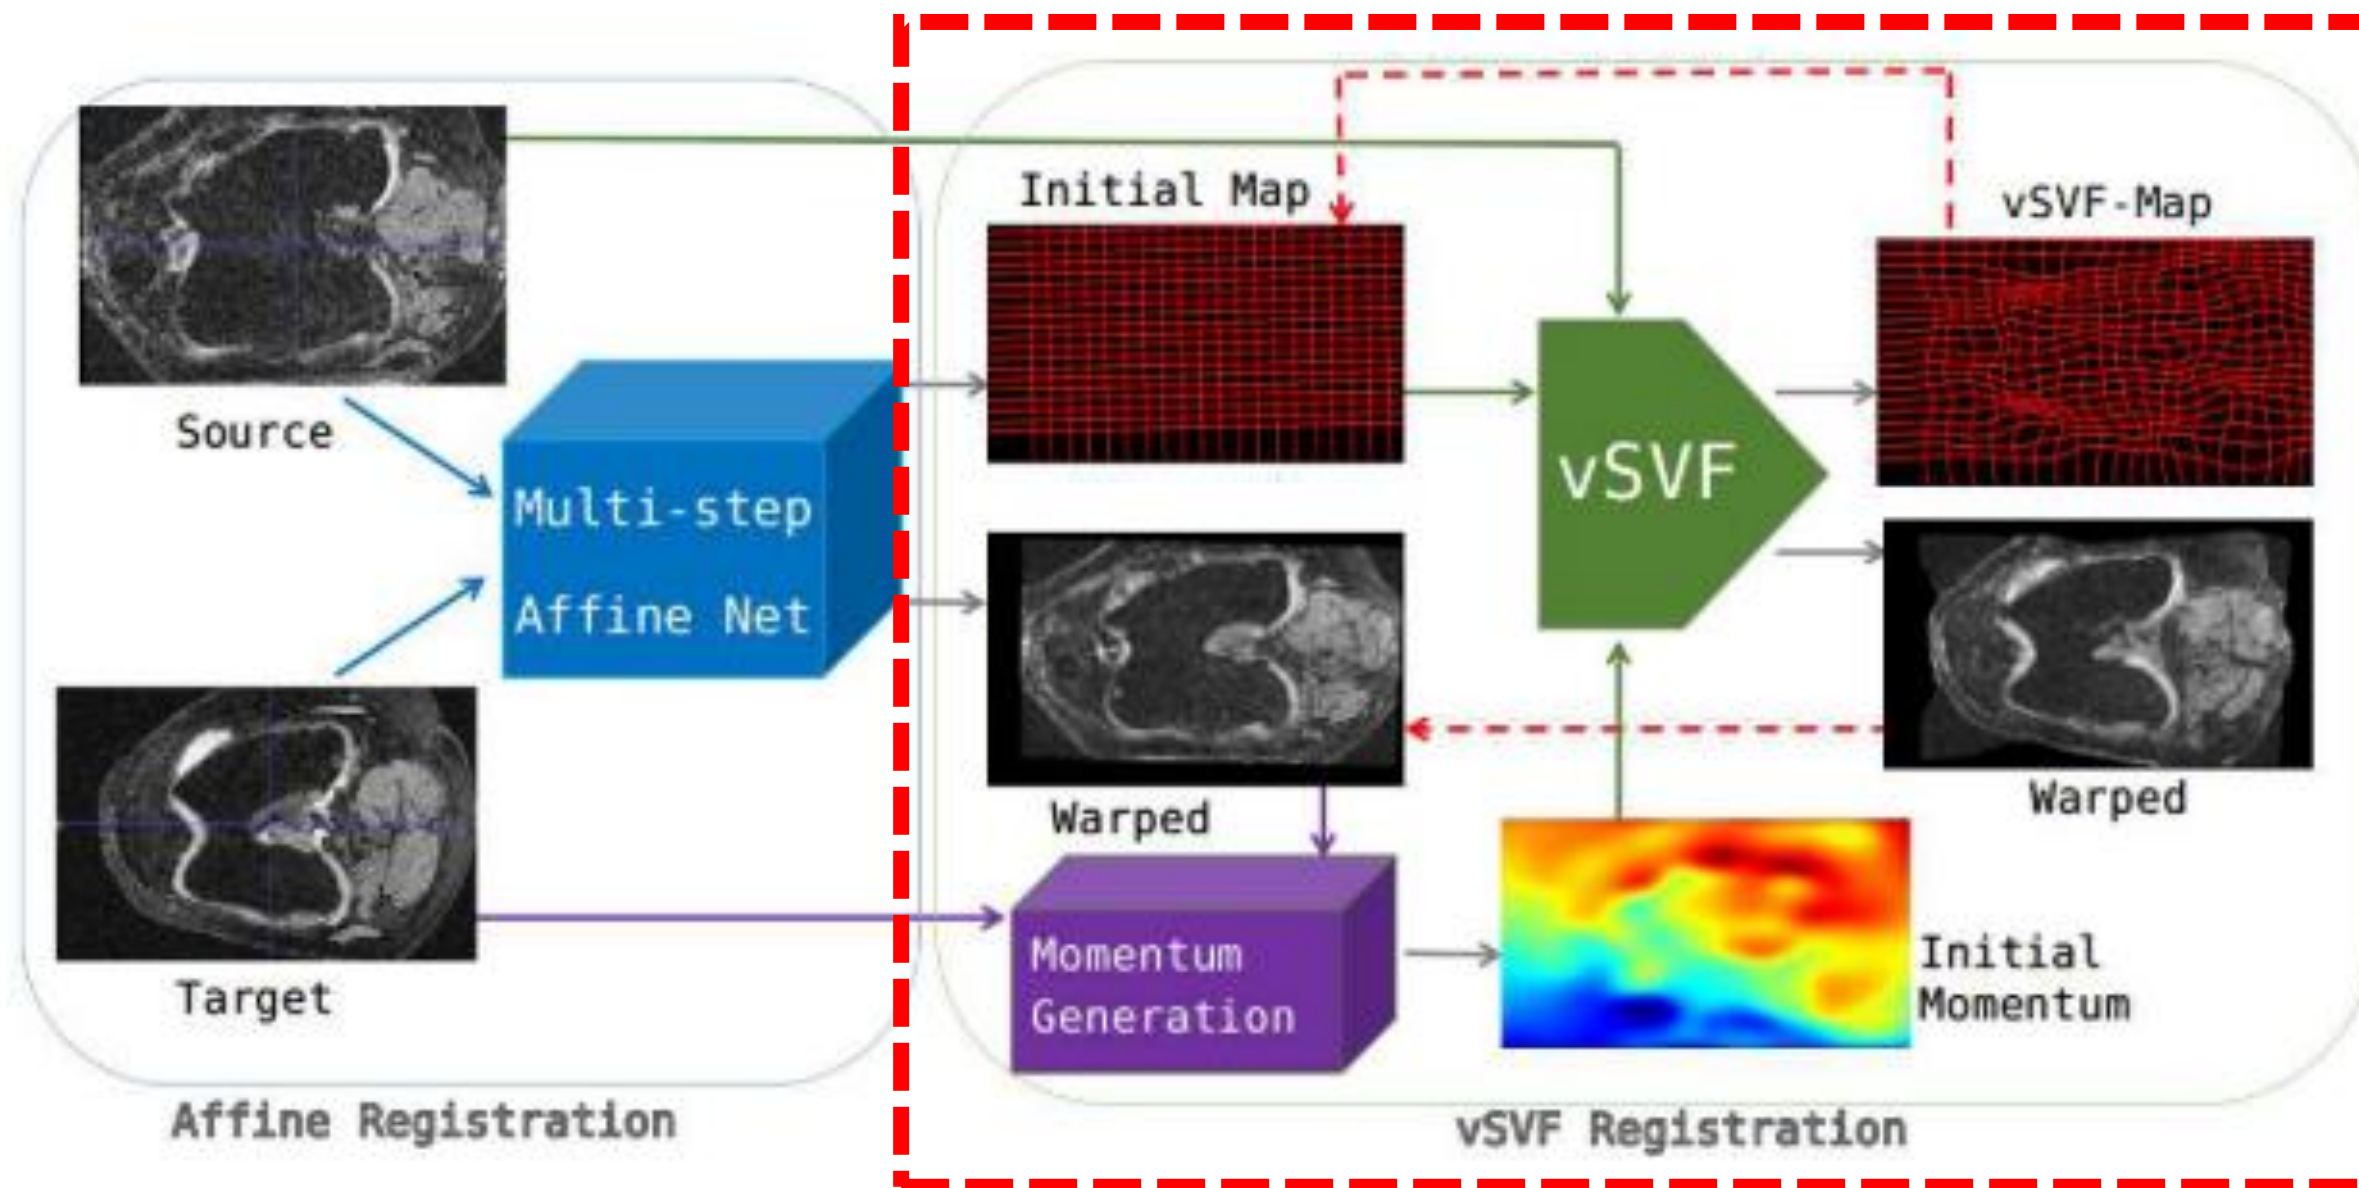 Source
Multi-step
Affine Net
Target
Affine Registration
Initial Map
vSVF-Map
vSVF
Warped
Warped
Momentum
Generation
Initial
Momentum
vSVF Registration